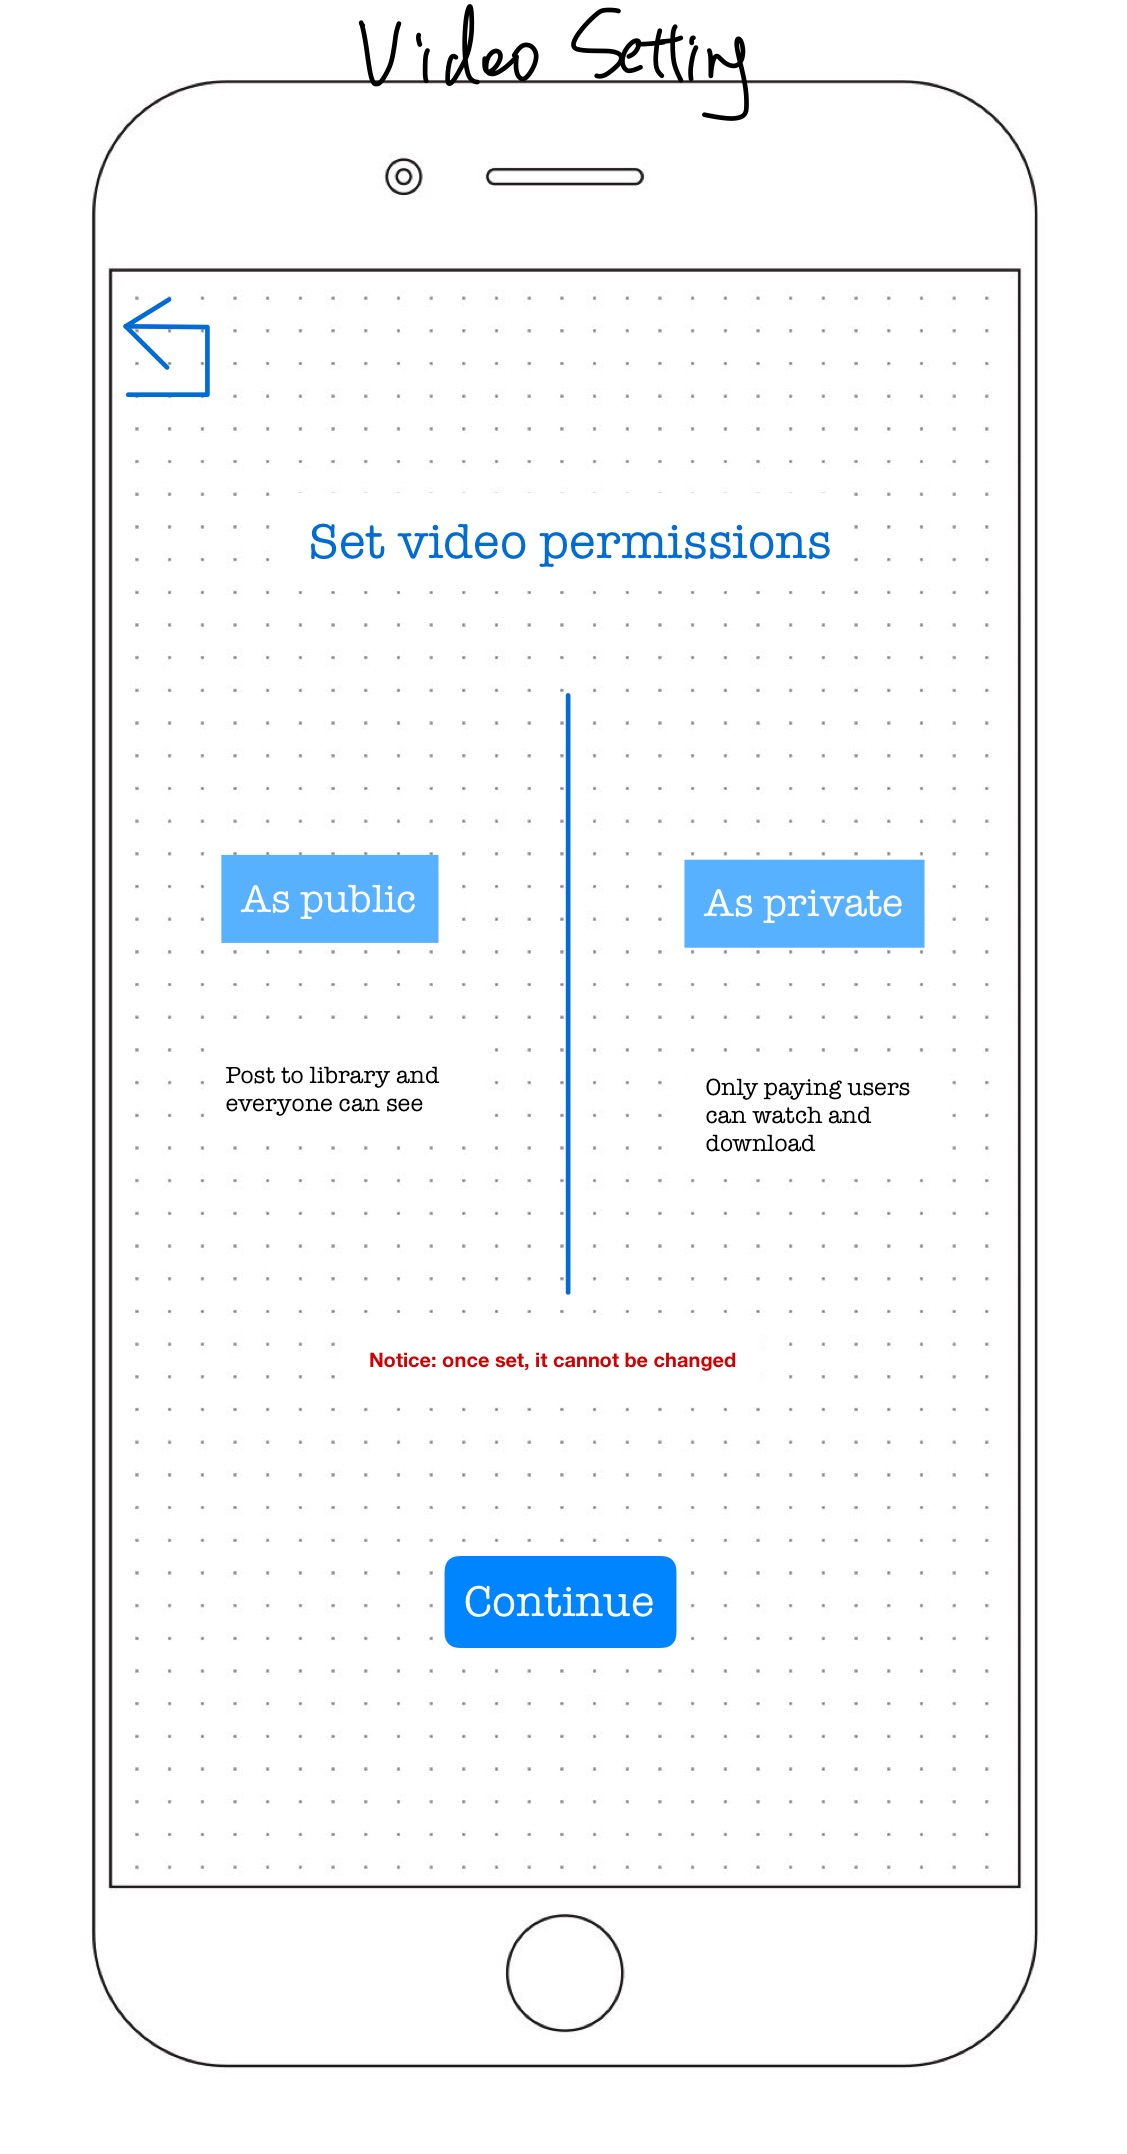 Video Setting
Set video permissions
As public
As private
Post to library and
everyone can see
Only paying users
can watch and
download
Notice: once set, it cannot be changed
Continue